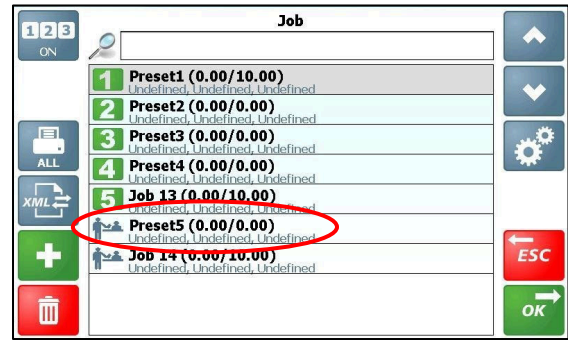 Job
1 2 3
ON
1 Preset1 (0.00/10.00)
Undefined, Undefined, Undefined
2 Preset2 (0.00/0.00)
Undefined, Undefined, Undefined
3 Preset3 (0.00/0.00)
Undefined, Undefined, Undefined
4 Preset4 (0.00/0.00)
Undefined, Undefined, Undefined
5 Job 13 (0.00/10.00)
Undefined, Undefined, Undefined
Preset5 (0.00/0.00)
Undefined, Undefined, Undefined
Job 14 (0.00/10.00)
Undefined, Undefined, Undefined
ALL
XML
ESC
OK